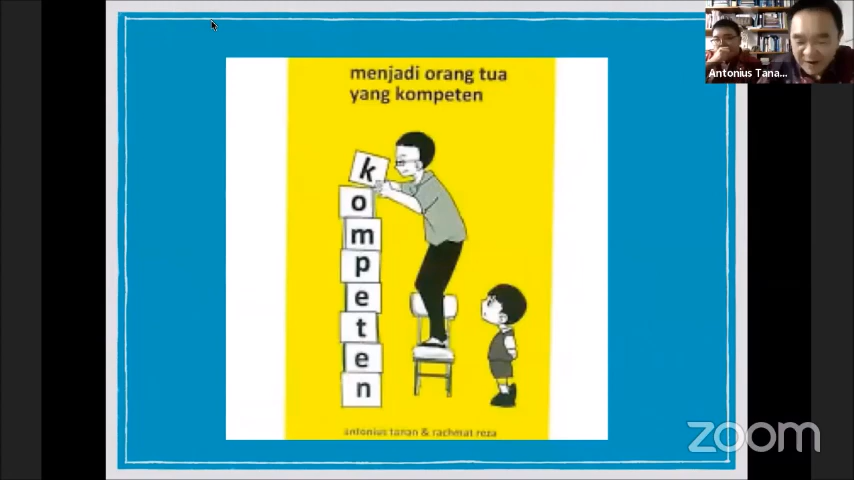 menjadi orang tua
yang kompeten
k
o
m
p
e
t
e
n
antonius tanan & rachmat reza
Antonius Tana...
zoom